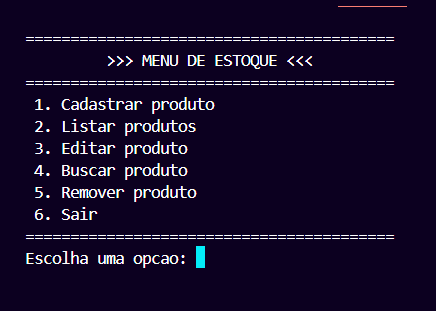 =========================================
>>> MENU DE ESTOQUE <<<
=========================================
1. Cadastrar produto
2. Listar produtos
3. Editar produto
4. Buscar produto
5. Remover produto
6. Sair
=========================================
Escolha uma opcao: